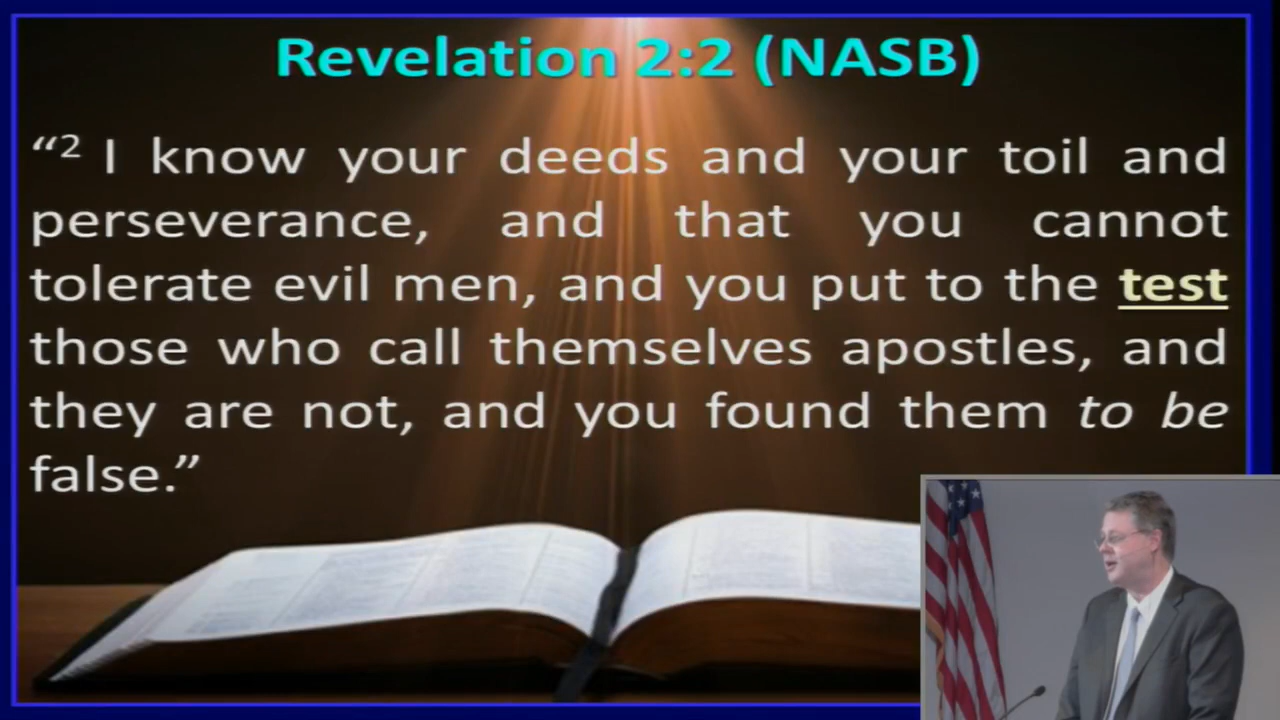 Revelation 2:2 (NASB)
“2 I know your deeds and your toil and
perseverance, and that you cannot
tolerate evil men, and you put to the test
those who call themselves apostles, and
they are not, and you found them to be
false.”